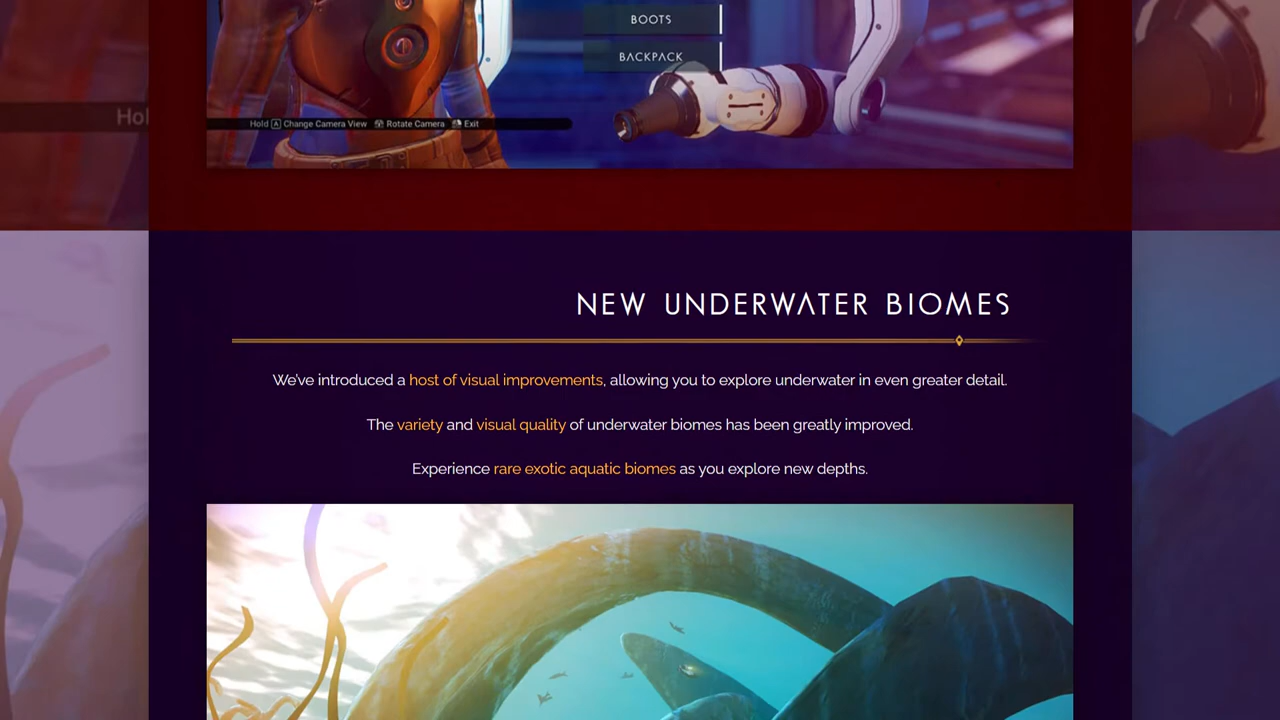 BOOTS
BACKPACK
Hol
Hold A Change Camera View Rotate Camera Exit
NEW UNDERWATER BIOMES
We've introduced a host of visual improvements, allowing you to explore underwater in even greater detail.
The variety and visual quality of underwater biomes has been greatly improved.
Experience rare exotic aquatic biomes as you explore new depths.